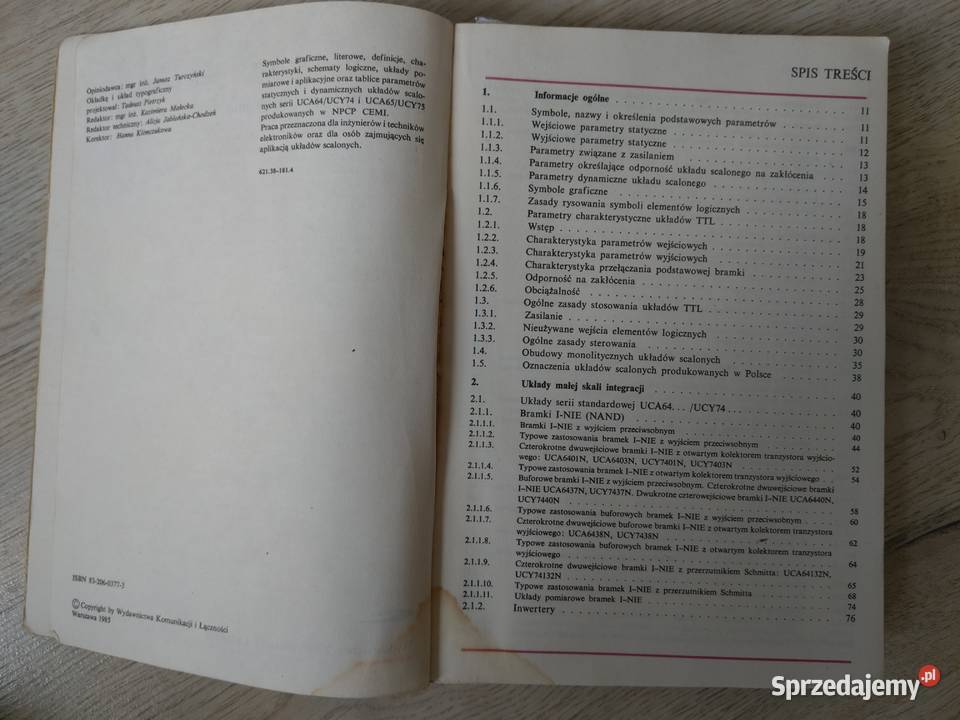 Opiniodawca: mgr inż. Janusz Turczyński
Okładkę i układ typograficzny
projektował: Tadeusz Pietrzyk
Redaktor: mgr inż. Kazimiera Małecka
Redaktor techniczny: Alicja Jabłońska-Chodzeń
Korektor: Hanna Klimczakowa
Symbole graficzne, literowe, definicje, cha-
rakterystyki, schematy logiczne, układy po-
miarowe i aplikacyjne oraz tablice parametrów
statycznych i dynamicznych układów scalo-
nych serii UCA64/UCY74 i UCA65/UCY75
produkowanych w NPCP CEMI.
Praca przeznaczona dla inżynierów i techników
elektroników oraz dla osób zajmujących się
aplikacją układów scalonych.
621.38-181.4
ISBN 83-206-0377-5
© Copyright by Wydawnictwa Komunikacji i Łączności
Warszawa 1985
SPIS TREŚCI
1. Informacje ogólne 11
1.1. Symbole, nazwy i określenia podstawowych parametrów 11
1.1.1. Wejściowe parametry statyczne 11
1.1.2. Wyjściowe parametry statyczne 12
1.1.3. Parametry związane z zasilaniem 13
1.1.4. Parametry określające odporność układu scalonego na zakłócenia 13
1.1.5. Parametry dynamiczne układu scalonego 14
1.1.6. Symbole graficzne 15
1.1.7. Zasady rysowania symboli elementów logicznych 18
1.2. Parametry charakterystyczne układów TTL 18
1.2.1. Wstęp 18
1.2.2. Charakterystyka parametrów wejściowych 19
1.2.3. Charakterystyka parametrów wyjściowych 21
1.2.4. Charakterystyka przełączania podstawowej bramki 23
1.2.5. Odporność na zakłócenia 25
1.2.6. Obciążalność 28
1.3. Ogólne zasady stosowania układów TTL 29
1.3.1. Zasilanie 29
1.3.2. Nieużywane wejścia elementów logicznych 30
1.3.3. Ogólne zasady sterowania 30
1.4. Obudowy monolitycznych układów scalonych 35
1.5. Oznaczenia układów scalonych produkowanych w Polsce 38
2. Układy małej skali integracji 40
2.1. Układy serii standardowej UCA64... /UCY74... 40
2.1.1. Bramki I-NIE (NAND) 40
2.1.1.1. Bramki I-NIE z wyjściem przeciwsobnym 40
2.1.1.2. Typowe zastosowania bramek I-NIE z wyjściem przeciwsobnym 44
2.1.1.3. Czterokrotne dwuwejściowe bramki I-NIE z otwartym kolektorem tranzystora wyjścio-
wego: UCA6401N, UCA6403N, UCY7401N, UCY7403N 52
2.1.1.4. Typowe zastosowania bramek I-NIE z otwartym kolektorem tranzystora wyjściowego 54
2.1.1.5. Buforowe bramki I-NIE z wyjściem przeciwsobnym. Czterokrotne dwuwejściowe bramki
I-NIE UCA6437N, UCY7437N. Dwukrotne czterowejściowe bramki I-NIE UCA6440N,
UCY7440N 58
2.1.1.6. Typowe zastosowania buforowych bramek I-NIE z wyjściem przeciwsobnym 60
2.1.1.7. Czterokrotne dwuwejściowe buforowe bramki I-NIE z otwartym kolektorem tranzystora
wyjściowego: UCA6438N, UCY7438N 62
2.1.1.8. Typowe zastosowania buforowych bramek I-NIE z otwartym kolektorem tranzystora
wyjściowego 64
2.1.1.9. Czterokrotne dwuwejściowe bramki I-NIE z przerzutnikiem Schmitta: UCA64132N,
UCY74132N 65
2.1.1.10. Typowe zastosowania bramek I-NIE z przerzutnikiem Schmitta 68
2.1.1.11. Układy pomiarowe bramek I-NIE 74
2.1.2. Inwertery 76
Sprzedajemy.pl